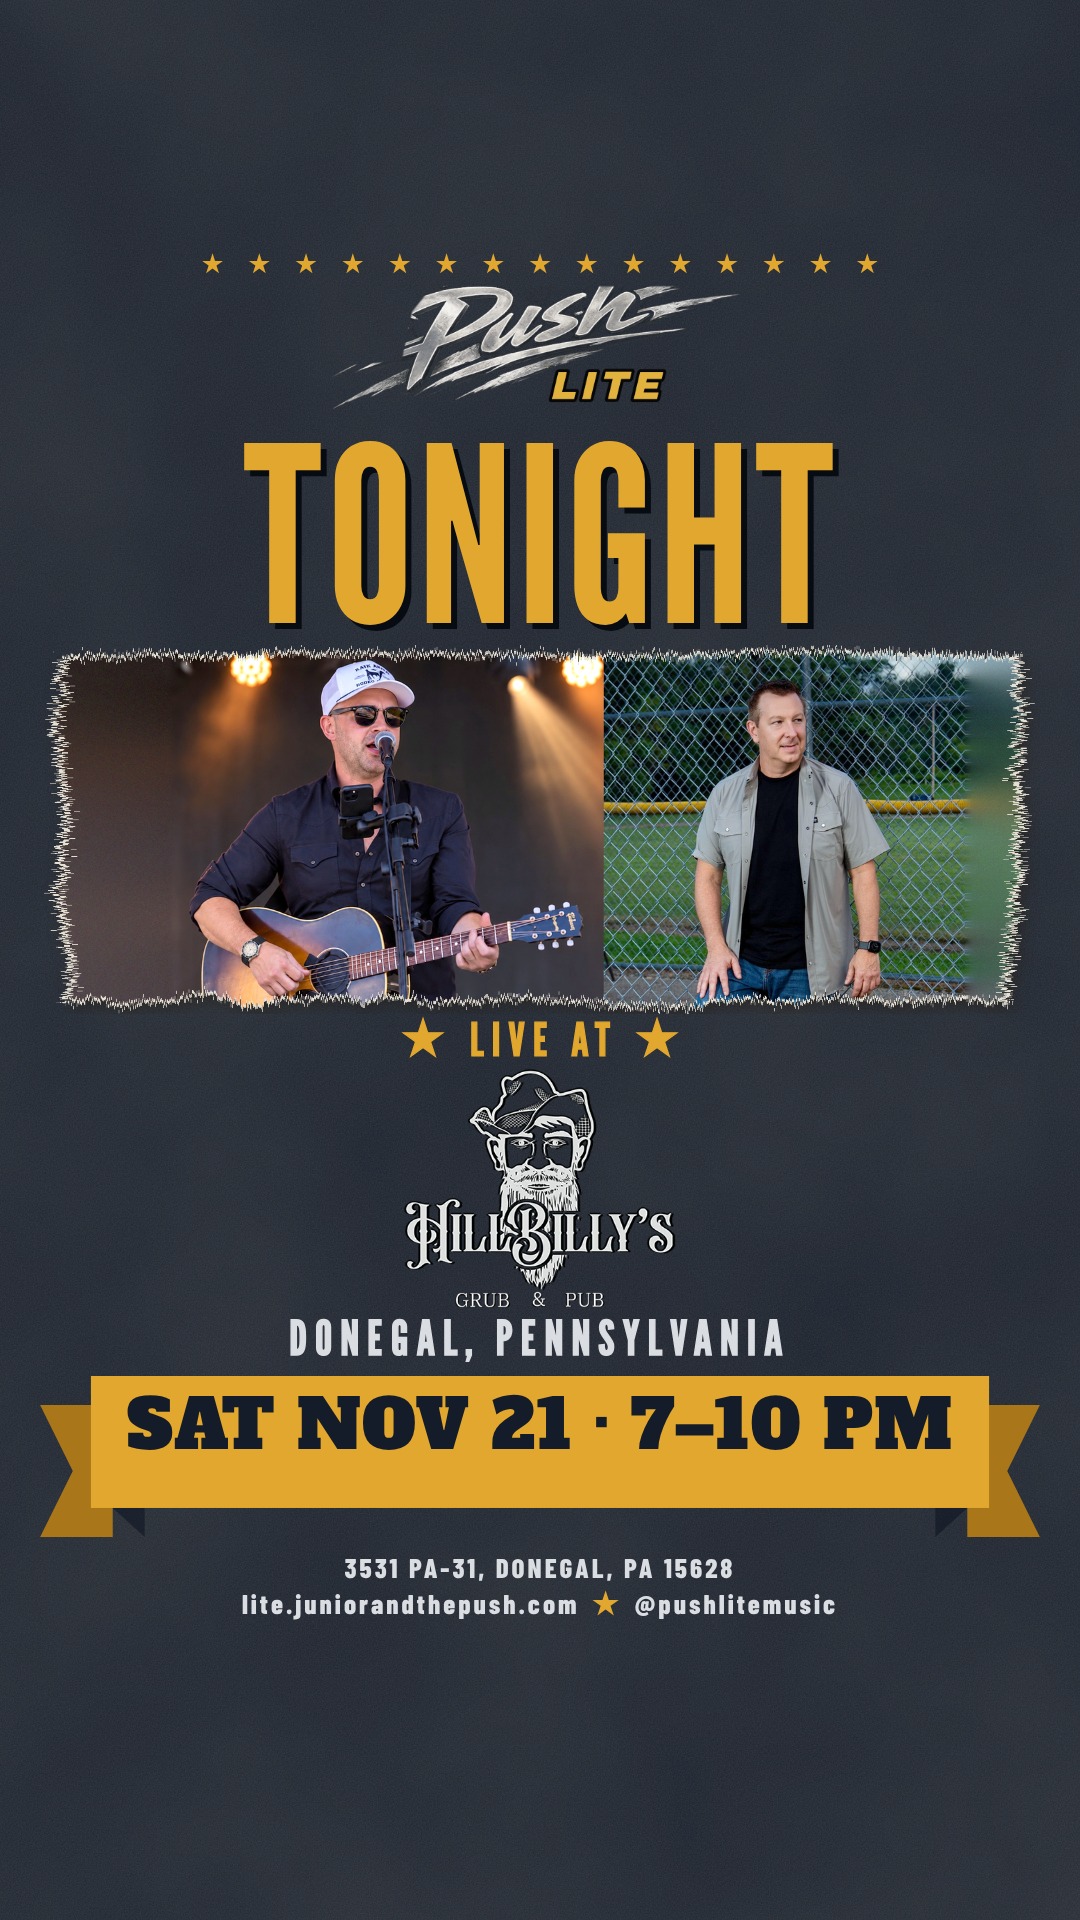 Push
LITE
TONIGHT
LIVE AT
HILLBILLY'S
GRUB & PUB
DONEGAL, PENNSYLVANIA
SAT NOV 21 · 7–10 PM
3531 PA-31, DONEGAL, PA 15628
lite.juniorandthepush.com ★ @pushlitemusic